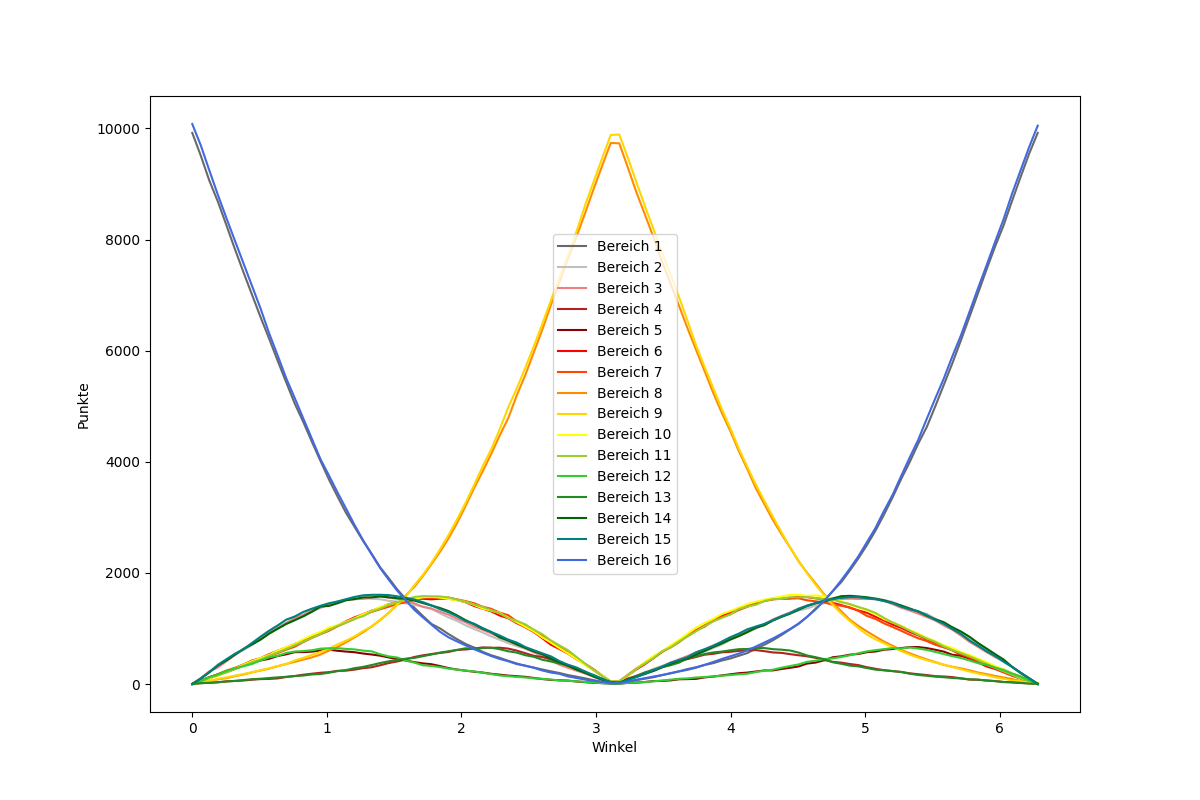 10000
8000
6000
4000
2000
0
Punkte
Bereich 1
Bereich 2
Bereich 3
Bereich 4
Bereich 5
Bereich 6
Bereich 7
Bereich 8
Bereich 9
Bereich 10
Bereich 11
Bereich 12
Bereich 13
Bereich 14
Bereich 15
Bereich 16
0 1 2 3 4 5 6
Winkel